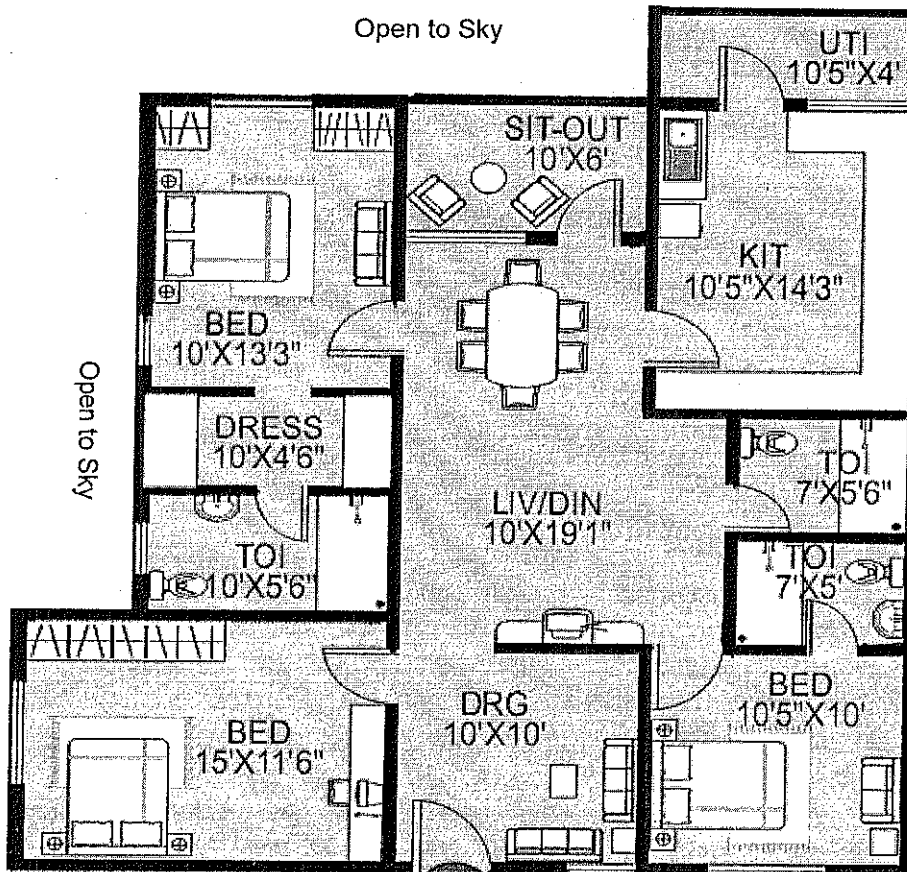 Open to Sky
UTI
10'5"X4'
SIT-OUT
10'X6'
KIT
10'5"X14'3"
BED
10'X13'3"
Open to Sky
DRESS
10'X4'6"
LIV/DIN
10'X19'1"
TOI
7'X5'6"
TOI
10'X5'6"
TOI
7'X5'
BED
15'X11'6"
DRG
10'X10'
BED
10'5"X10'